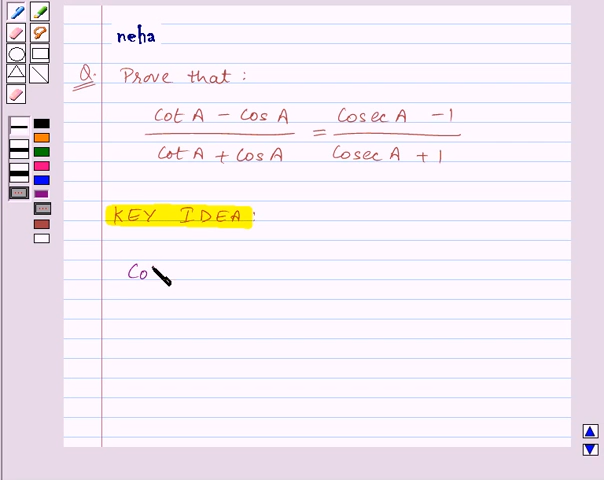 neha
Q. Prove that :
Cot A - Cos A / Cot A + Cos A = Cosec A - 1 / Cosec A + 1
KEY IDEA:
Co